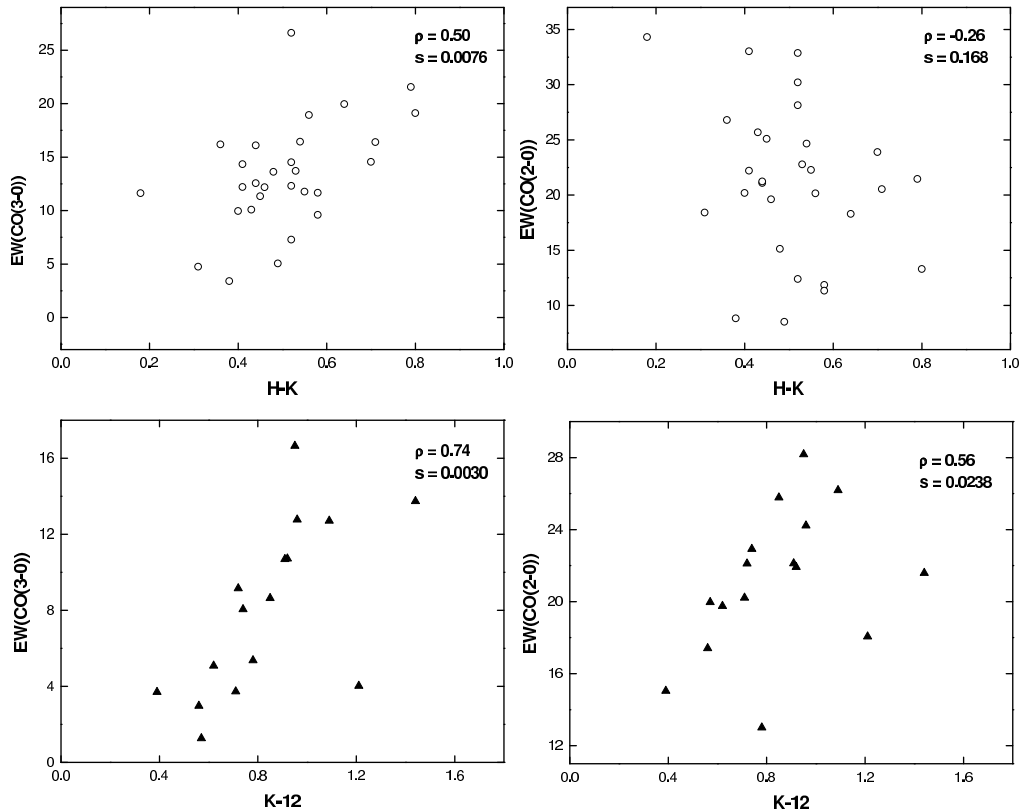 ρ = 0.50
s = 0.0076
EW(CO(3-0))
25
20
15
10
5
0
0.0 0.2 0.4 0.6 0.8 1.0
H-K
ρ = -0.26
s = 0.168
EW(CO(2-0))
35
30
25
20
15
10
0.0 0.2 0.4 0.6 0.8 1.0
H-K
ρ = 0.74
s = 0.0030
EW(CO(3-0))
16
12
8
4
0
0.0 0.4 0.8 1.2 1.6
K-12
ρ = 0.56
s = 0.0238
EW(CO(2-0))
28
24
20
16
12
0.0 0.4 0.8 1.2 1.6
K-12